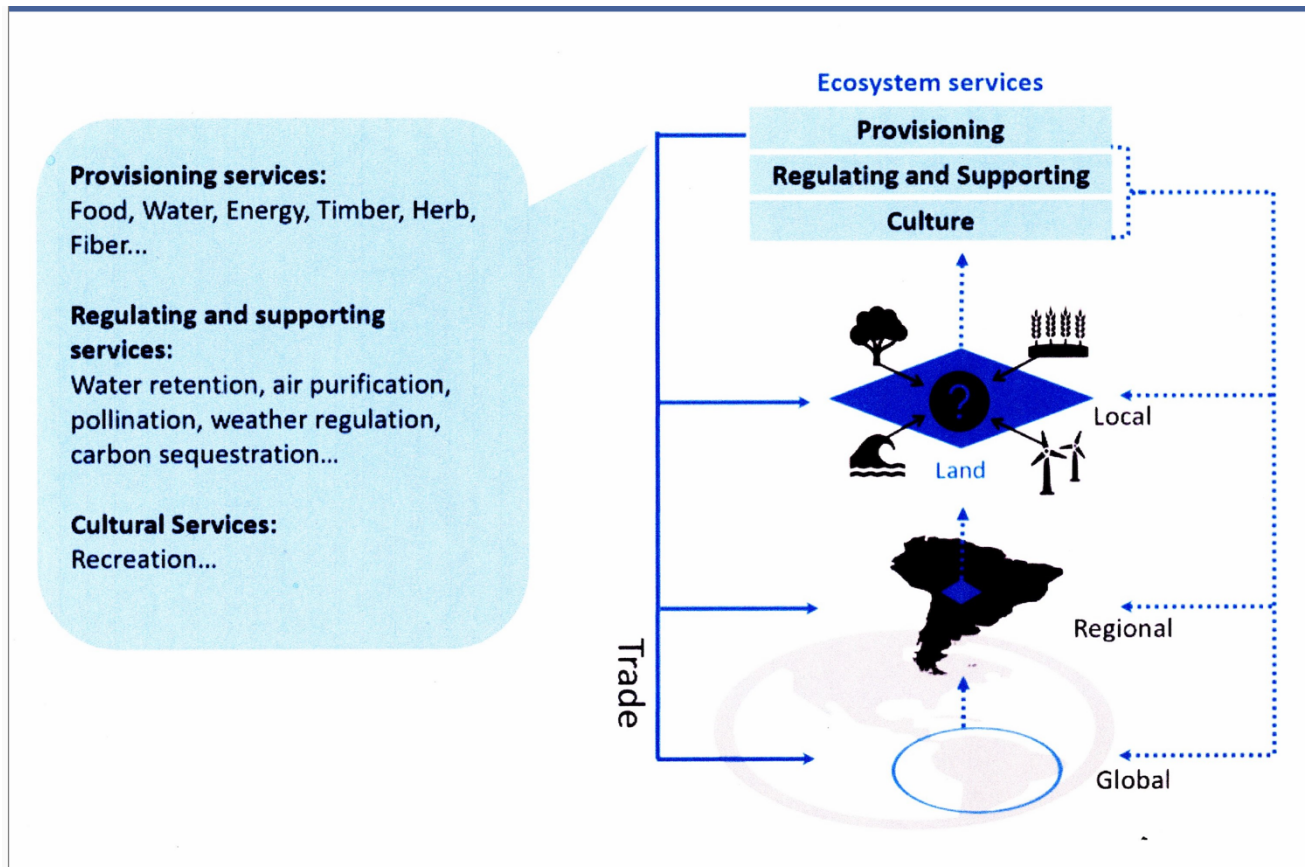 Provisioning services:
Food, Water, Energy, Timber, Herb,
Fiber...
Regulating and supporting
services:
Water retention, air purification,
pollination, weather regulation,
carbon sequestration...
Cultural Services:
Recreation...
Ecosystem services
Provisioning
Regulating and Supporting
Culture
?
Local
Land
Regional
Trade
Global